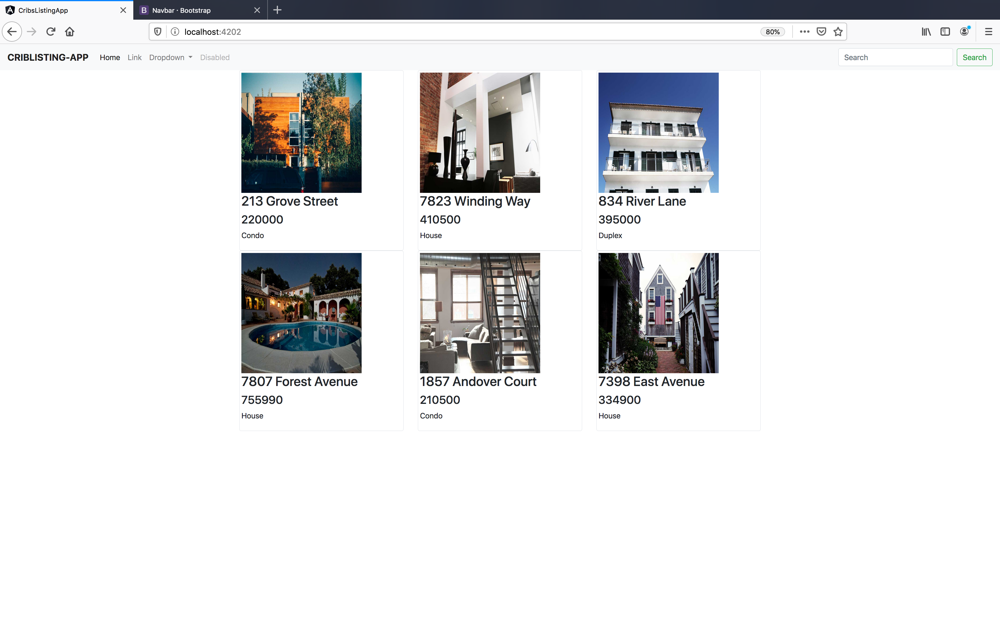 CribsListingApp
B Navbar · Bootstrap
localhost:4202
80%
CRIBLISTING-APP Home Link Dropdown Disabled Search Search
213 Grove Street
220000
Condo
7823 Winding Way
410500
House
834 River Lane
395000
Duplex
7807 Forest Avenue
755990
House
1857 Andover Court
210500
Condo
7398 East Avenue
334900
House